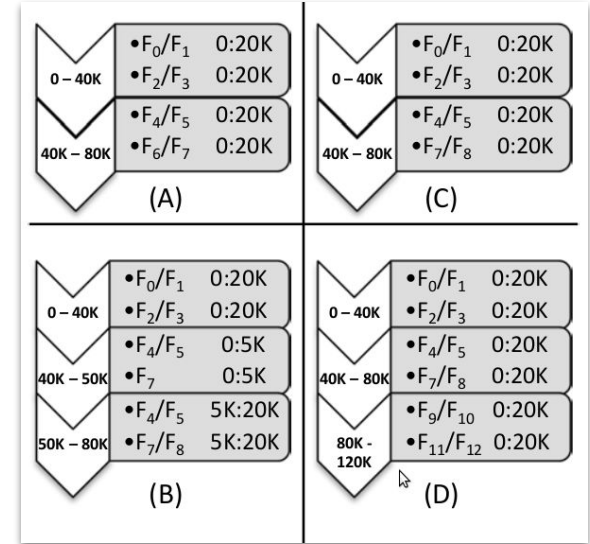 0 – 40K
•F₀/F₁ 0:20K
•F₂/F₃ 0:20K
40K – 80K
•F₄/F₅ 0:20K
•F₆/F₇ 0:20K
(A)
0 – 40K
•F₀/F₁ 0:20K
•F₂/F₃ 0:20K
40K – 80K
•F₄/F₅ 0:20K
•F₇/F₈ 0:20K
(C)
0 – 40K
•F₀/F₁ 0:20K
•F₂/F₃ 0:20K
40K – 50K
•F₄/F₅ 0:5K
•F₇ 0:5K
50K – 80K
•F₄/F₅ 5K:20K
•F₇/F₈ 5K:20K
(B)
0 – 40K
•F₀/F₁ 0:20K
•F₂/F₃ 0:20K
40K – 80K
•F₄/F₅ 0:20K
•F₇/F₈ 0:20K
80K -
120K
•F₉/F₁₀ 0:20K
•F₁₁/F₁₂ 0:20K
(D)